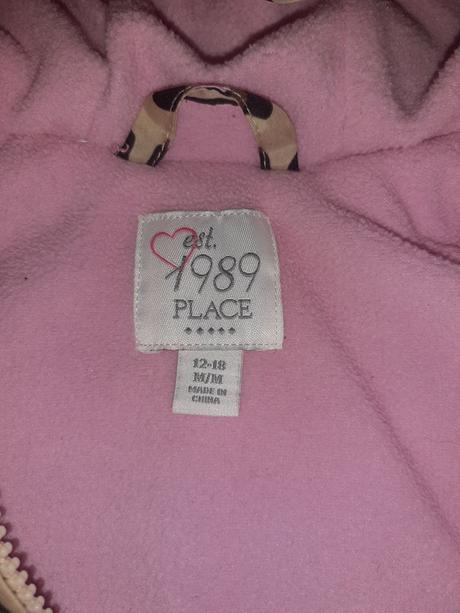 est.
1989
PLACE
12-18
M/M
MADE IN
CHINA